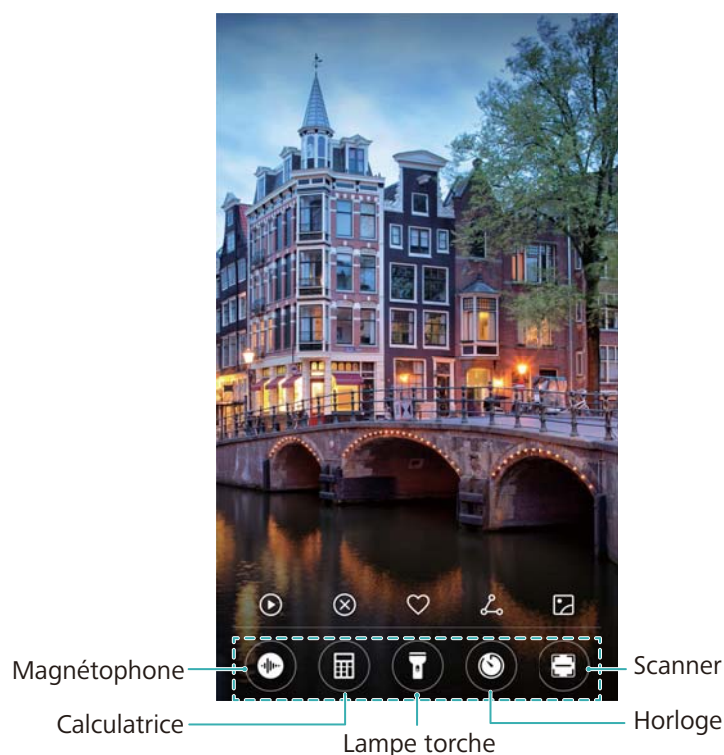 Magnétophone
Scanner
Calculatrice
Horloge
Lampe torche